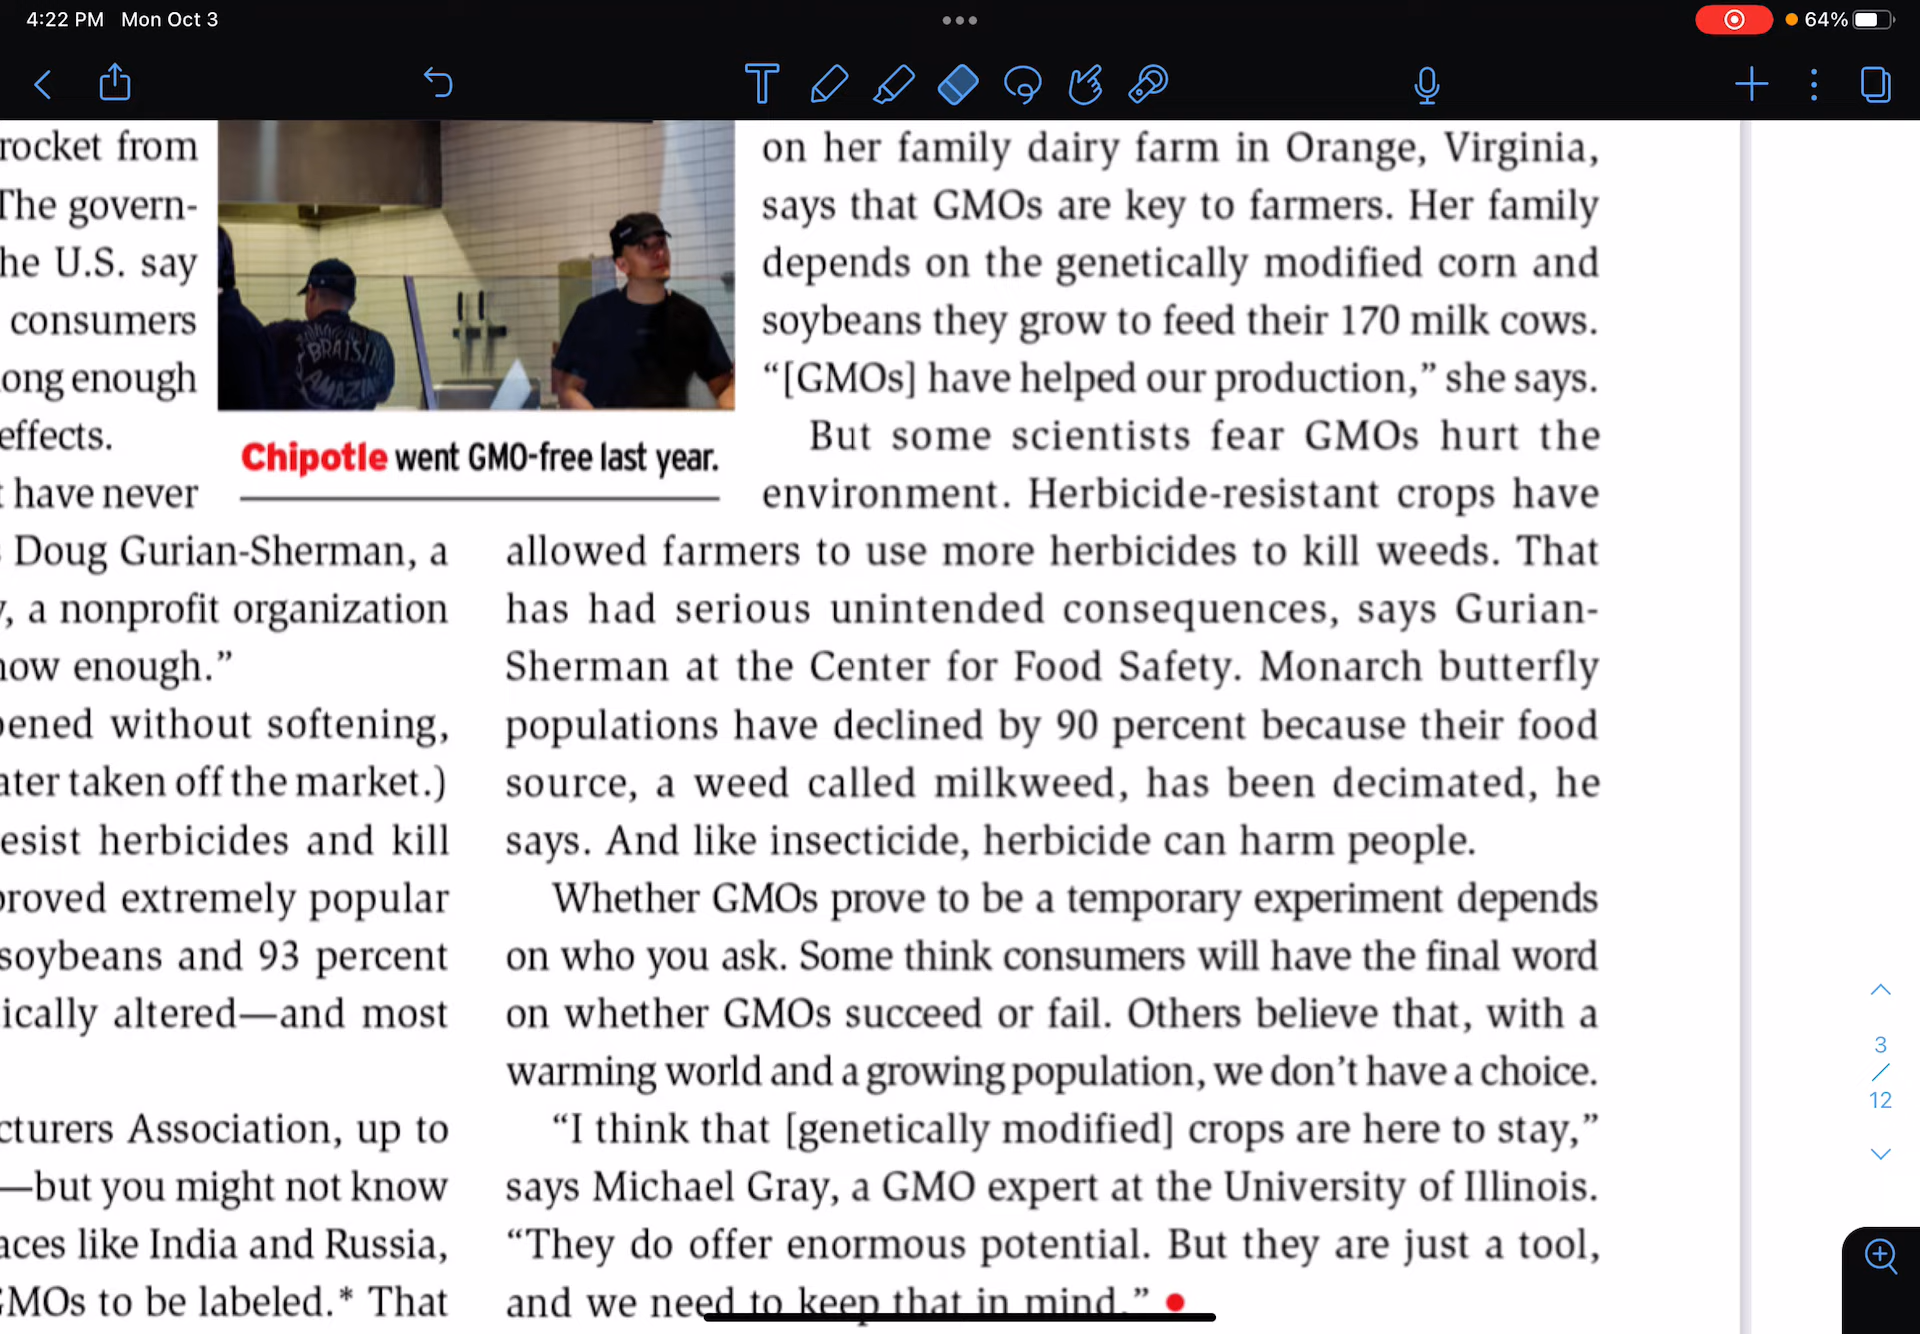 4:22 PM Mon Oct 3
64%
rocket from
The govern-
he U.S. say
consumers
ong enough
effects.
have never
Doug Gurian-Sherman, a
, a nonprofit organization
now enough.”
pened without softening,
ater taken off the market.)
esist herbicides and kill
proved extremely popular
soybeans and 93 percent
ically altered—and most
cturers Association, up to
—but you might not know
aces like India and Russia,
GMOs to be labeled.* That
BRAISI
AMAZIN
Chipotle went GMO-free last year.
on her family dairy farm in Orange, Virginia,
says that GMOs are key to farmers. Her family
depends on the genetically modified corn and
soybeans they grow to feed their 170 milk cows.
“[GMOs] have helped our production,” she says.
But some scientists fear GMOs hurt the
environment. Herbicide-resistant crops have
allowed farmers to use more herbicides to kill weeds. That
has had serious unintended consequences, says Gurian-
Sherman at the Center for Food Safety. Monarch butterfly
populations have declined by 90 percent because their food
source, a weed called milkweed, has been decimated, he
says. And like insecticide, herbicide can harm people.
Whether GMOs prove to be a temporary experiment depends
on who you ask. Some think consumers will have the final word
on whether GMOs succeed or fail. Others believe that, with a
warming world and a growing population, we don’t have a choice.
“I think that [genetically modified] crops are here to stay,”
says Michael Gray, a GMO expert at the University of Illinois.
“They do offer enormous potential. But they are just a tool,
and we need to keep that in mind.”
3
/
12